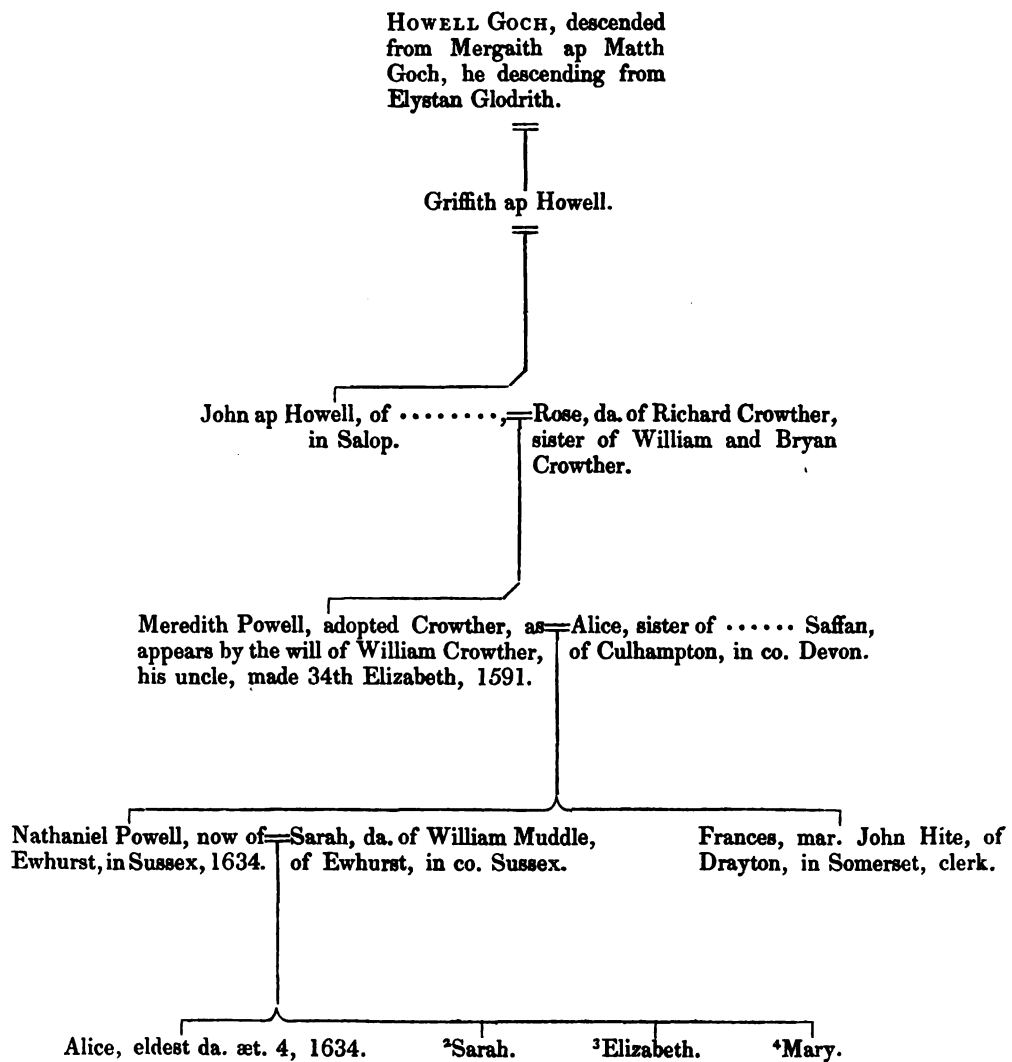 HOWELL GOCH, descended
from Mergaith ap Matth
Goch, he descending from
Elystan Glodrith.
Griffith ap Howell.
John ap Howell, of ········,
in Salop.
Rose, da. of Richard Crowther,
sister of William and Bryan
Crowther.
Meredith Powell, adopted Crowther, as
appears by the will of William Crowther,
his uncle, made 34th Elizabeth, 1591.
Alice, sister of ······ Saffan,
of Culhampton, in co. Devon.
Nathaniel Powell, now of
Ewhurst, in Sussex, 1634.
Sarah, da. of William Muddle,
of Ewhurst, in co. Sussex.
Frances, mar. John Hite, of
Drayton, in Somerset, clerk.
Alice, eldest da. æt. 4, 1634.
²Sarah.
³Elizabeth.
⁴Mary.